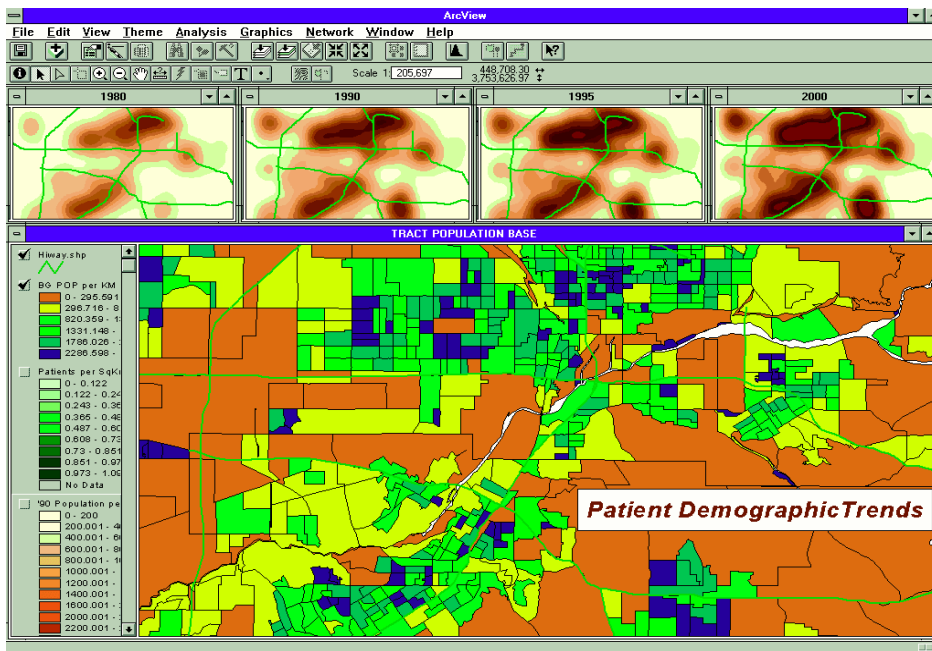 ArcView
File Edit View Theme Analysis Graphics Network Window Help
Scale 1: 205,697 448,708.30
3,753,626.97
1980 1990 1995 2000
TRACT POPULATION BASE
Hiway.shp
BG POP per KM
0 - 295.591
296.716 - 8
820.359 - 1
1331.148 -
1786.026 -
2286.598 -
Patients per SqK
0 - 0.122
0.122 - 0.24
0.243 - 0.36
0.365 - 0.48
0.487 - 0.60
0.608 - 0.73
0.73 - 0.851
0.851 - 0.97
0.973 - 1.09
No Data
'90 Population pe
0 - 200
200.001 - 4
400.001 - 6
600.001 - 8
800.001 - 1
1000.001 -
1200.001 -
1400.001 -
1600.001 -
2000.001 -
2200.001 -
Patient Demographic Trends